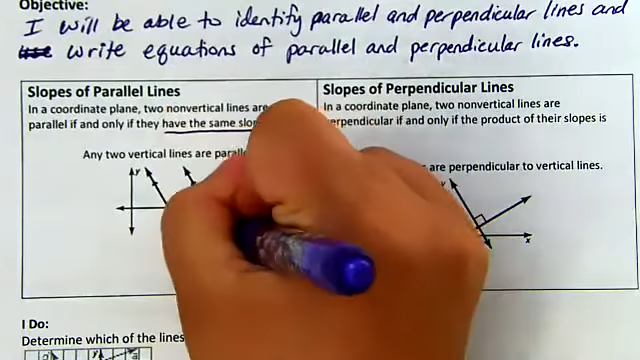 Objective:
I will be able to identify parallel and perpendicular lines and
write equations of parallel and perpendicular lines.
Slopes of Parallel Lines
In a coordinate plane, two nonvertical lines are
parallel if and only if they have the same
Any two vertical lines are
y
Slopes of Perpendicular Lines
In a coordinate plane, two nonvertical lines are
if and only if the product of their slopes is
are perpendicular to vertical lines.
y
x
I Do:
Determine which of the lines
y
a